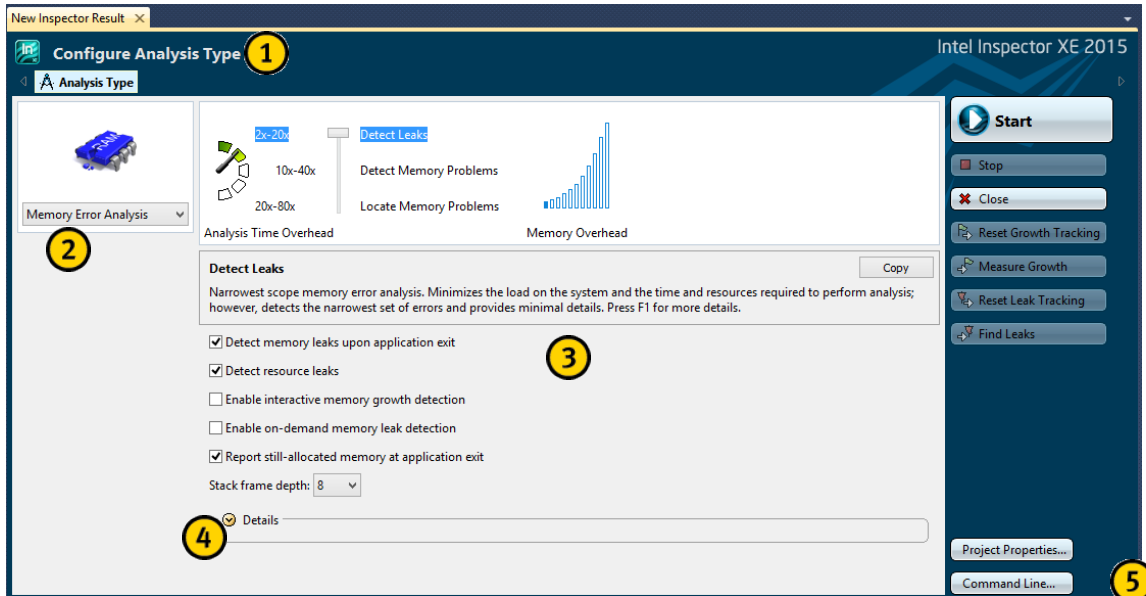 New Inspector Result
Configure Analysis Type
1
Intel Inspector XE 2015
Analysis Type
RAM
Memory Error Analysis
2
2x-20x
Detect Leaks
10x-40x
Detect Memory Problems
20x-80x
Locate Memory Problems
Analysis Time Overhead
Memory Overhead
Detect Leaks
Copy
Narrowest scope memory error analysis. Minimizes the load on the system and the time and resources required to perform analysis;
however, detects the narrowest set of errors and provides minimal details. Press F1 for more details.
3
Detect memory leaks upon application exit
Detect resource leaks
Enable interactive memory growth detection
Enable on-demand memory leak detection
Report still-allocated memory at application exit
Stack frame depth: 8
4
Details
Start
Stop
Close
Reset Growth Tracking
Measure Growth
Reset Leak Tracking
Find Leaks
Project Properties...
Command Line...
5